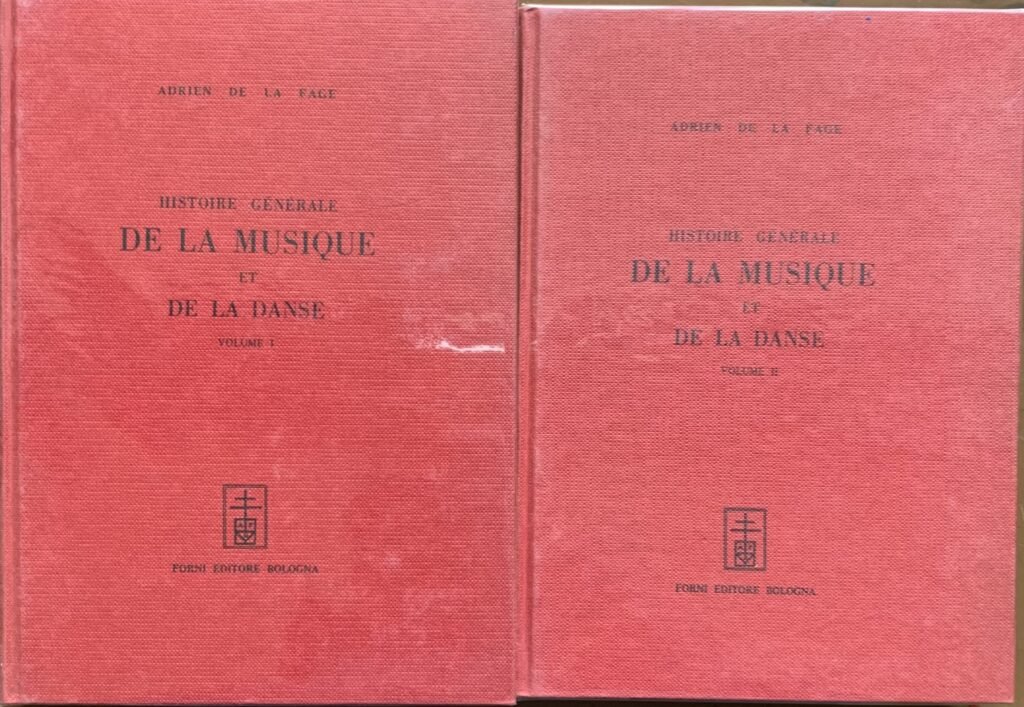 ADRIEN DE LA FAGE
HISTOIRE GÉNÉRALE
DE LA MUSIQUE
ET
DE LA DANSE
VOLUME I
FORNI EDITORE BOLOGNA
ADRIEN DE LA FAGE
HISTOIRE GÉNÉRALE
DE LA MUSIQUE
ET
DE LA DANSE
VOLUME II
FORNI EDITORE BOLOGNA